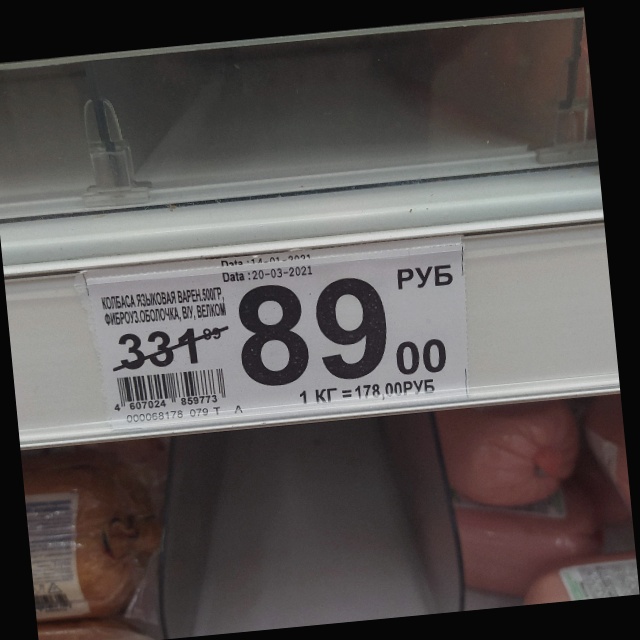 Data :14-01-2021
Data :20-03-2021
КОЛБАСА ЯЗЫКОВАЯ ВАРЕН.500ГР,
ФИБРОУЗ.ОБОЛОЧКА, В/У, ВЕЛКОМ
331 89
89 00
РУБ
1 КГ =178,00РУБ
4 607024 859773
000068178 079 T A